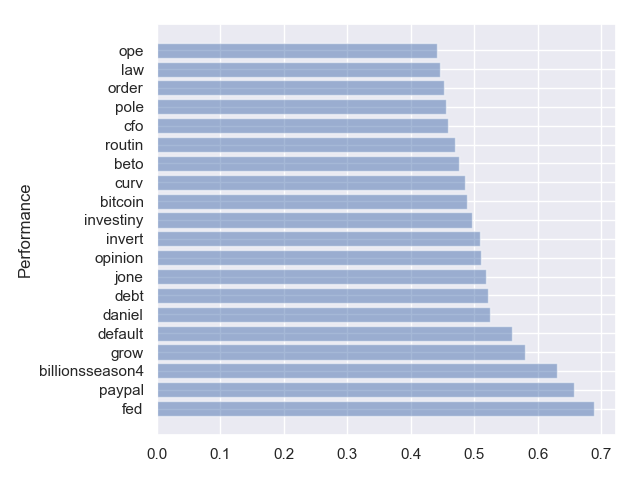 ope
law
order
pole
cfo
routin
beto
curv
bitcoin
investiny
invert
opinion
jone
debt
daniel
default
grow
billionsseason4
paypal
fed
Performance
0.0 0.1 0.2 0.3 0.4 0.5 0.6 0.7